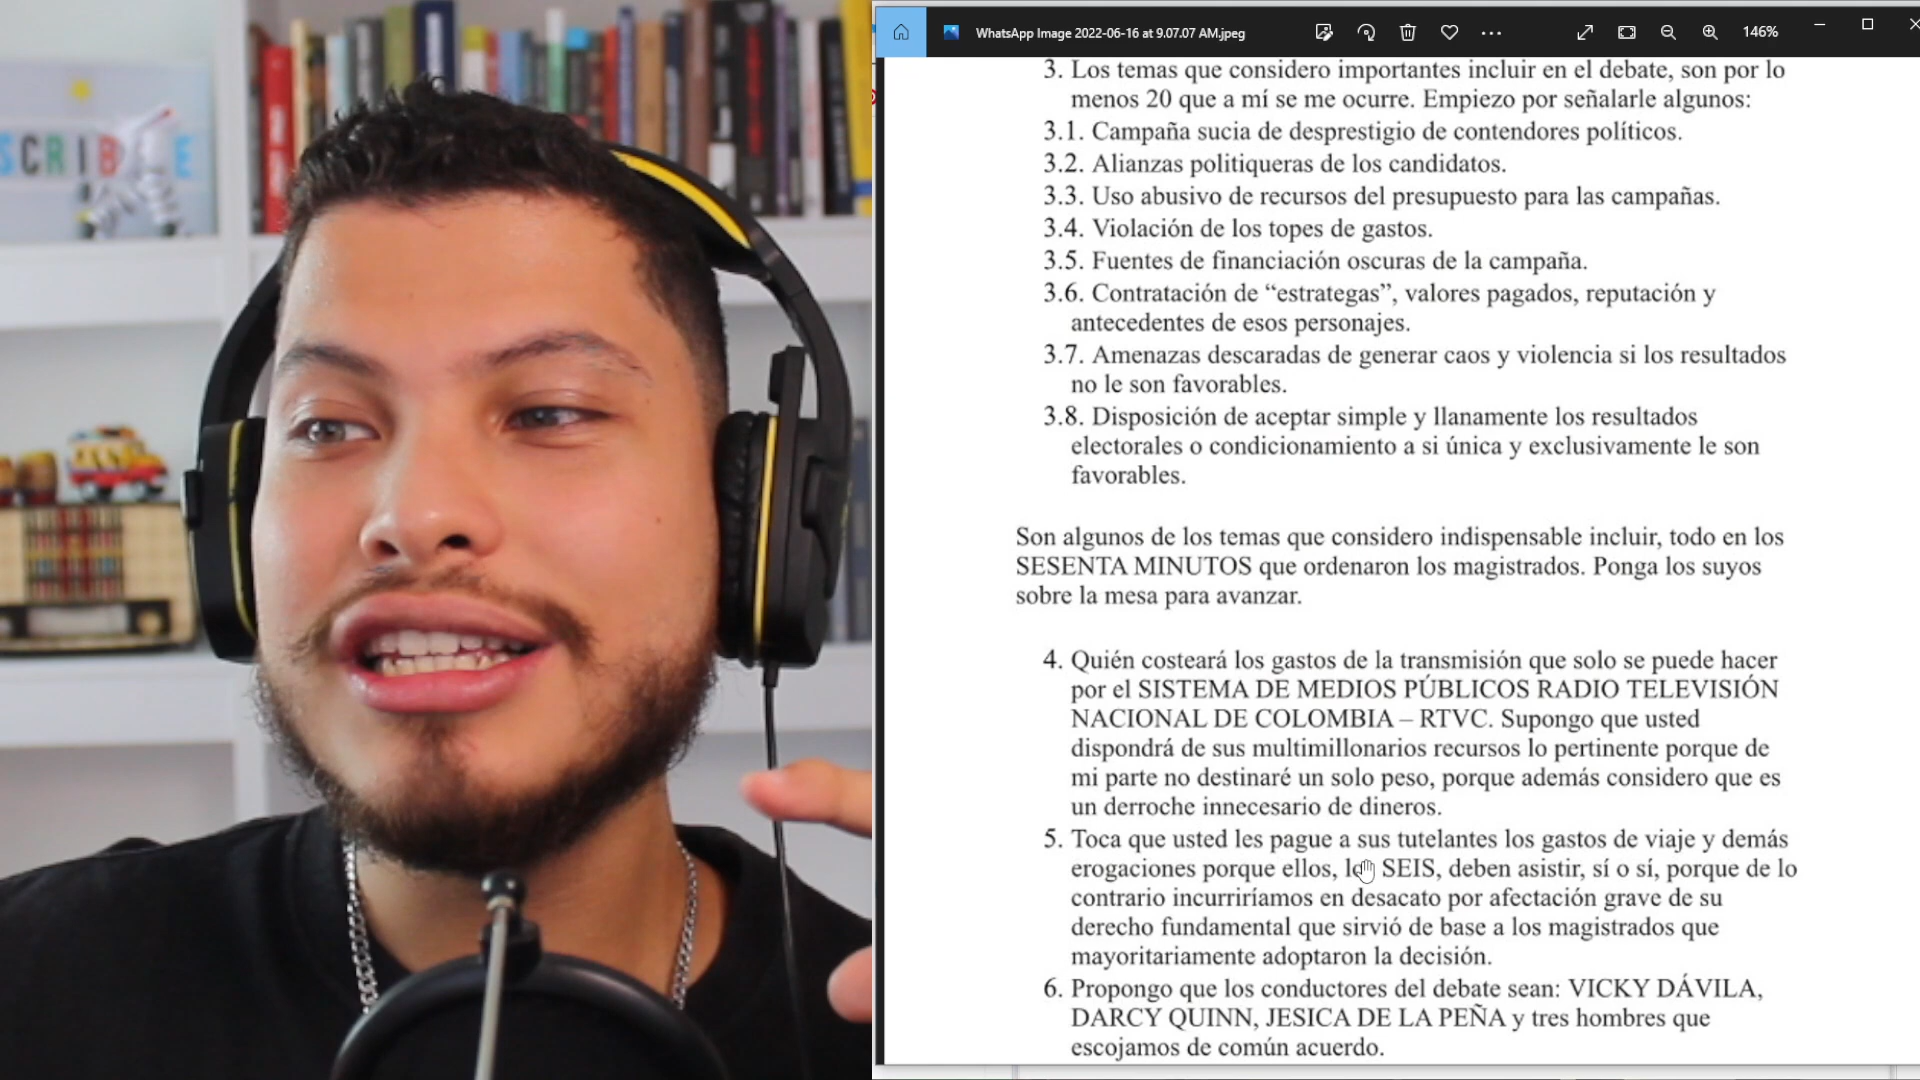 WhatsApp Image 2022-06-16 at 9.07.07 AM.jpeg
146%
3. Los temas que considero importantes incluir en el debate, son por lo
menos 20 que a mí se me ocurre. Empiezo por señalarle algunos:
3.1. Campaña sucia de desprestigio de contendores políticos.
3.2. Alianzas politiqueras de los candidatos.
3.3. Uso abusivo de recursos del presupuesto para las campañas.
3.4. Violación de los topes de gastos.
3.5. Fuentes de financiación oscuras de la campaña.
3.6. Contratación de “estrategas”, valores pagados, reputación y
antecedentes de esos personajes.
3.7. Amenazas descaradas de generar caos y violencia si los resultados
no le son favorables.
3.8. Disposición de aceptar simple y llanamente los resultados
electorales o condicionamiento a si única y exclusivamente le son
favorables.
Son algunos de los temas que considero indispensable incluir, todo en los
SESENTA MINUTOS que ordenaron los magistrados. Ponga los suyos
sobre la mesa para avanzar.
4. Quién costeará los gastos de la transmisión que solo se puede hacer
por el SISTEMA DE MEDIOS PÚBLICOS RADIO TELEVISIÓN
NACIONAL DE COLOMBIA – RTVC. Supongo que usted
dispondrá de sus multimillonarios recursos lo pertinente porque de
mi parte no destinaré un solo peso, porque además considero que es
un derroche innecesario de dineros.
5. Toca que usted les pague a sus tutelantes los gastos de viaje y demás
erogaciones porque ellos, SEIS, deben asistir, sí o sí, porque de lo
contrario incurriríamos en desacato por afectación grave de su
derecho fundamental que sirvió de base a los magistrados que
mayoritariamente adoptaron la decisión.
6. Propongo que los conductores del debate sean: VICKY DÁVILA,
DARCY QUINN, JESICA DE LA PEÑA y tres hombres que
escojamos de común acuerdo.